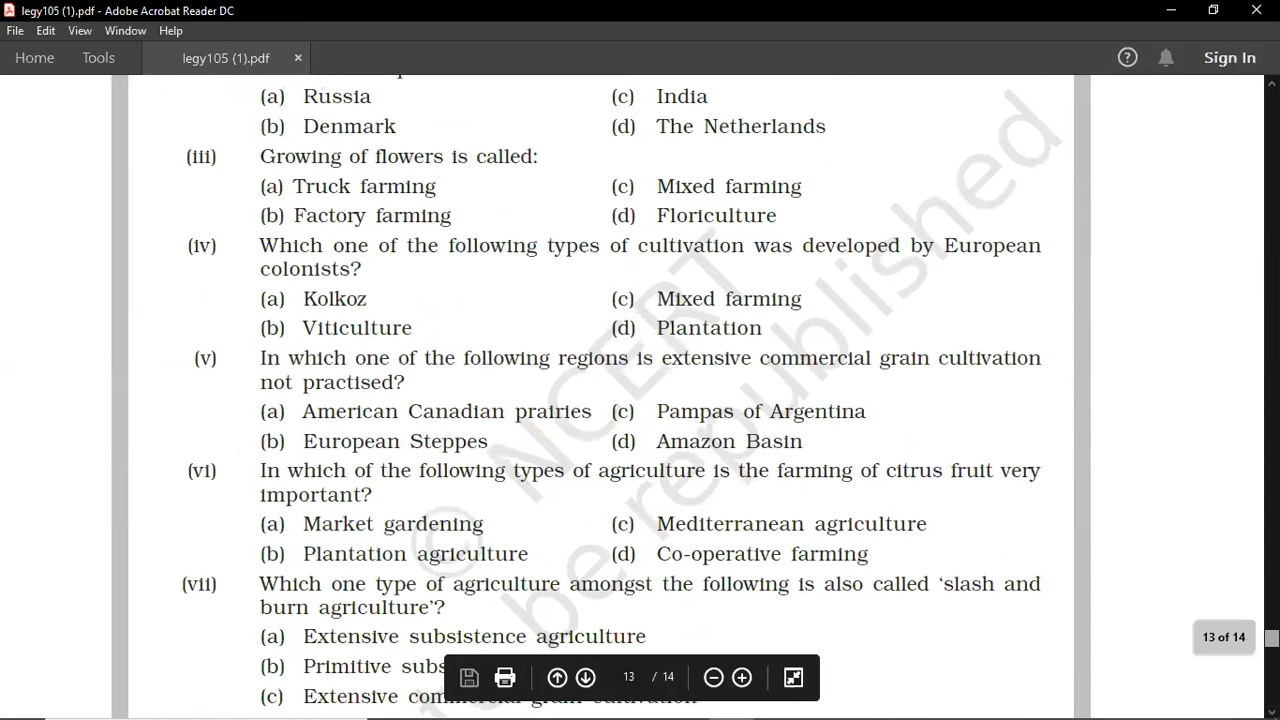 legy105 (1).pdf - Adobe Acrobat Reader DC
File Edit View Window Help
Home Tools legy105 (1).pdf × ? Sign In
(a) Russia (c) India
(b) Denmark (d) The Netherlands
(iii) Growing of flowers is called:
(a) Truck farming (c) Mixed farming
(b) Factory farming (d) Floriculture
(iv) Which one of the following types of cultivation was developed by European
colonists?
(a) Kolkoz (c) Mixed farming
(b) Viticulture (d) Plantation
(v) In which one of the following regions is extensive commercial grain cultivation
not practised?
(a) American Canadian prairies (c) Pampas of Argentina
(b) European Steppes (d) Amazon Basin
(vi) In which of the following types of agriculture is the farming of citrus fruit very
important?
(a) Market gardening (c) Mediterranean agriculture
(b) Plantation agriculture (d) Co-operative farming
(vii) Which one type of agriculture amongst the following is also called ‘slash and
burn agriculture’?
(a) Extensive subsistence agriculture
13 of 14
(b) Primitive subs
13 / 14
(c) Extensive commercial grain cultivation
© NCERT
be republished